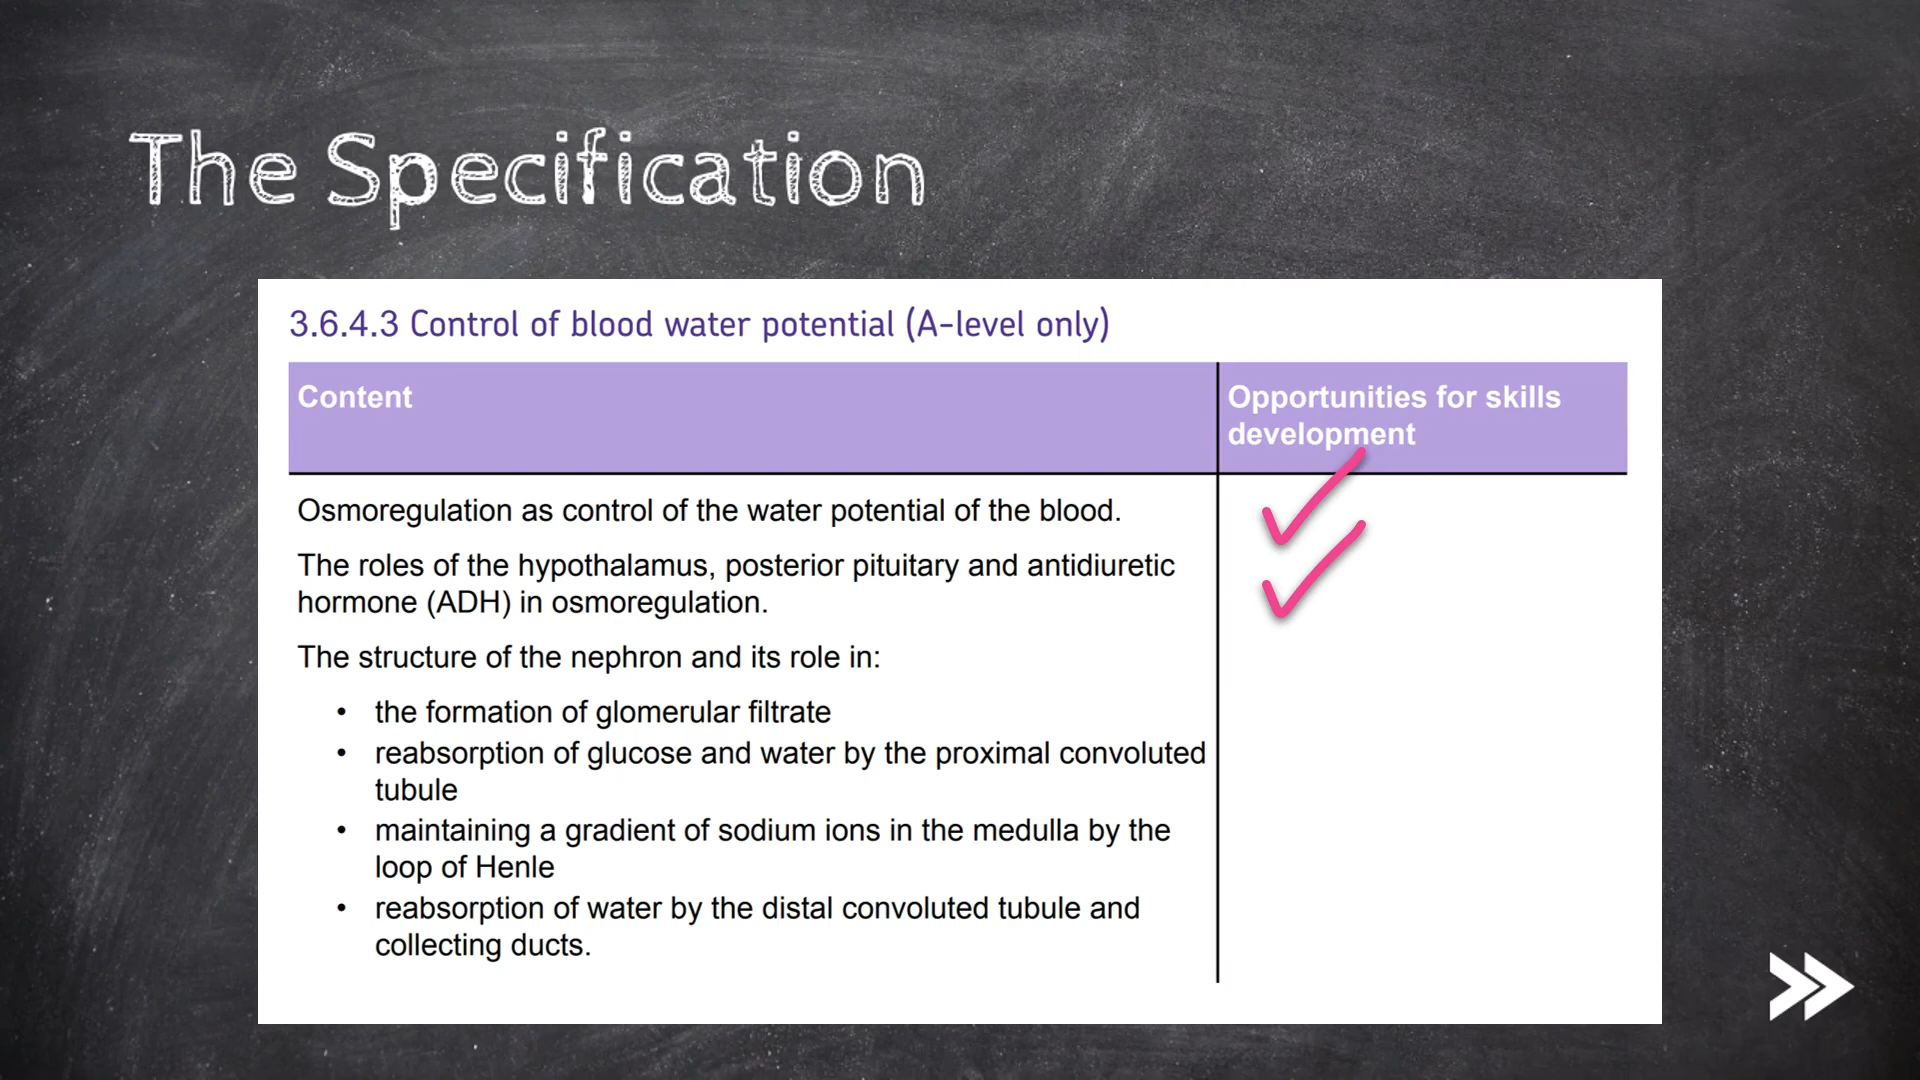 The Specification
3.6.4.3 Control of blood water potential (A-level only)
Content
Opportunities for skills
development
Osmoregulation as control of the water potential of the blood.
The roles of the hypothalamus, posterior pituitary and antidiuretic
hormone (ADH) in osmoregulation.
The structure of the nephron and its role in:
• the formation of glomerular filtrate
• reabsorption of glucose and water by the proximal convoluted
tubule
• maintaining a gradient of sodium ions in the medulla by the
loop of Henle
• reabsorption of water by the distal convoluted tubule and
collecting ducts.